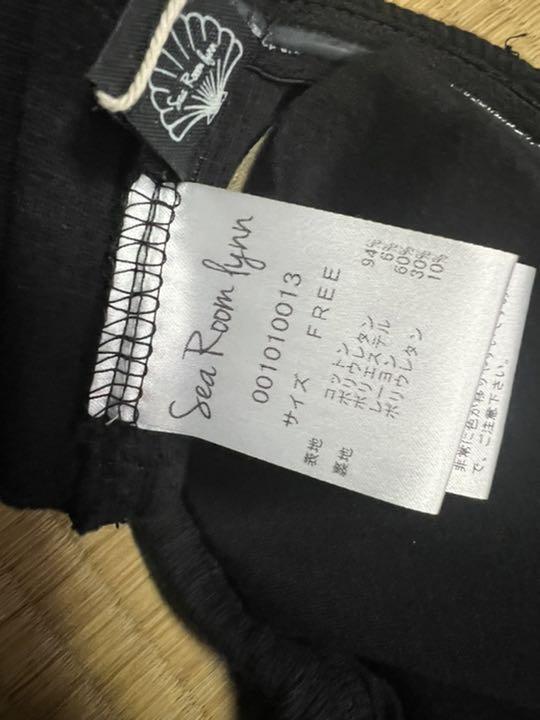 Sea Room lynn
Sea Room lynn
001010013
サイズ FREE
表地 コットン 94%
ポリウレタン 6%
裏地 ポリエステル 60%
レーヨン 30%
ポリウレタン 10%
非常に色が移りやすい
で、ご注意下さい。